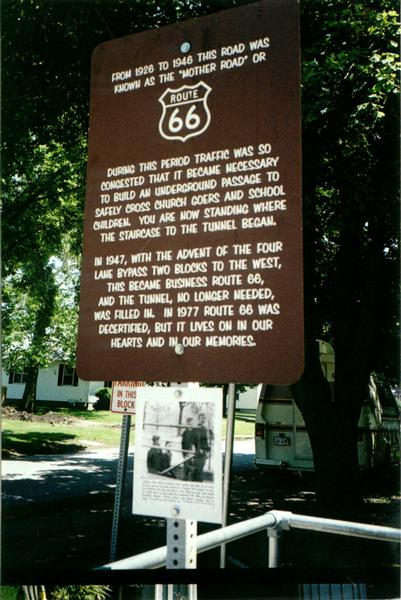 FROM 1926 TO 1946 THIS ROAD WAS
KNOWN AS THE "MOTHER ROAD" OR
ROUTE
66
DURING THIS PERIOD TRAFFIC WAS SO
CONGESTED THAT IT BECAME NECESSARY
TO BUILD AN UNDERGROUND PASSAGE TO
SAFELY CROSS CHURCH GOERS AND SCHOOL
CHILDREN. YOU ARE NOW STANDING WHERE
THE STAIRCASE TO THE TUNNEL BEGAN.
IN 1947, WITH THE ADVENT OF THE FOUR
LANE BYPASS TWO BLOCKS TO THE WEST,
THIS BECAME BUSINESS ROUTE 66,
AND THE TUNNEL, NO LONGER NEEDED,
WAS FILLED IN. IN 1977 ROUTE 66 WAS
DECERTIFIED, BUT IT LIVES ON IN OUR
HEARTS AND IN OUR MEMORIES.
PARKING
IN THIS
BLOCK